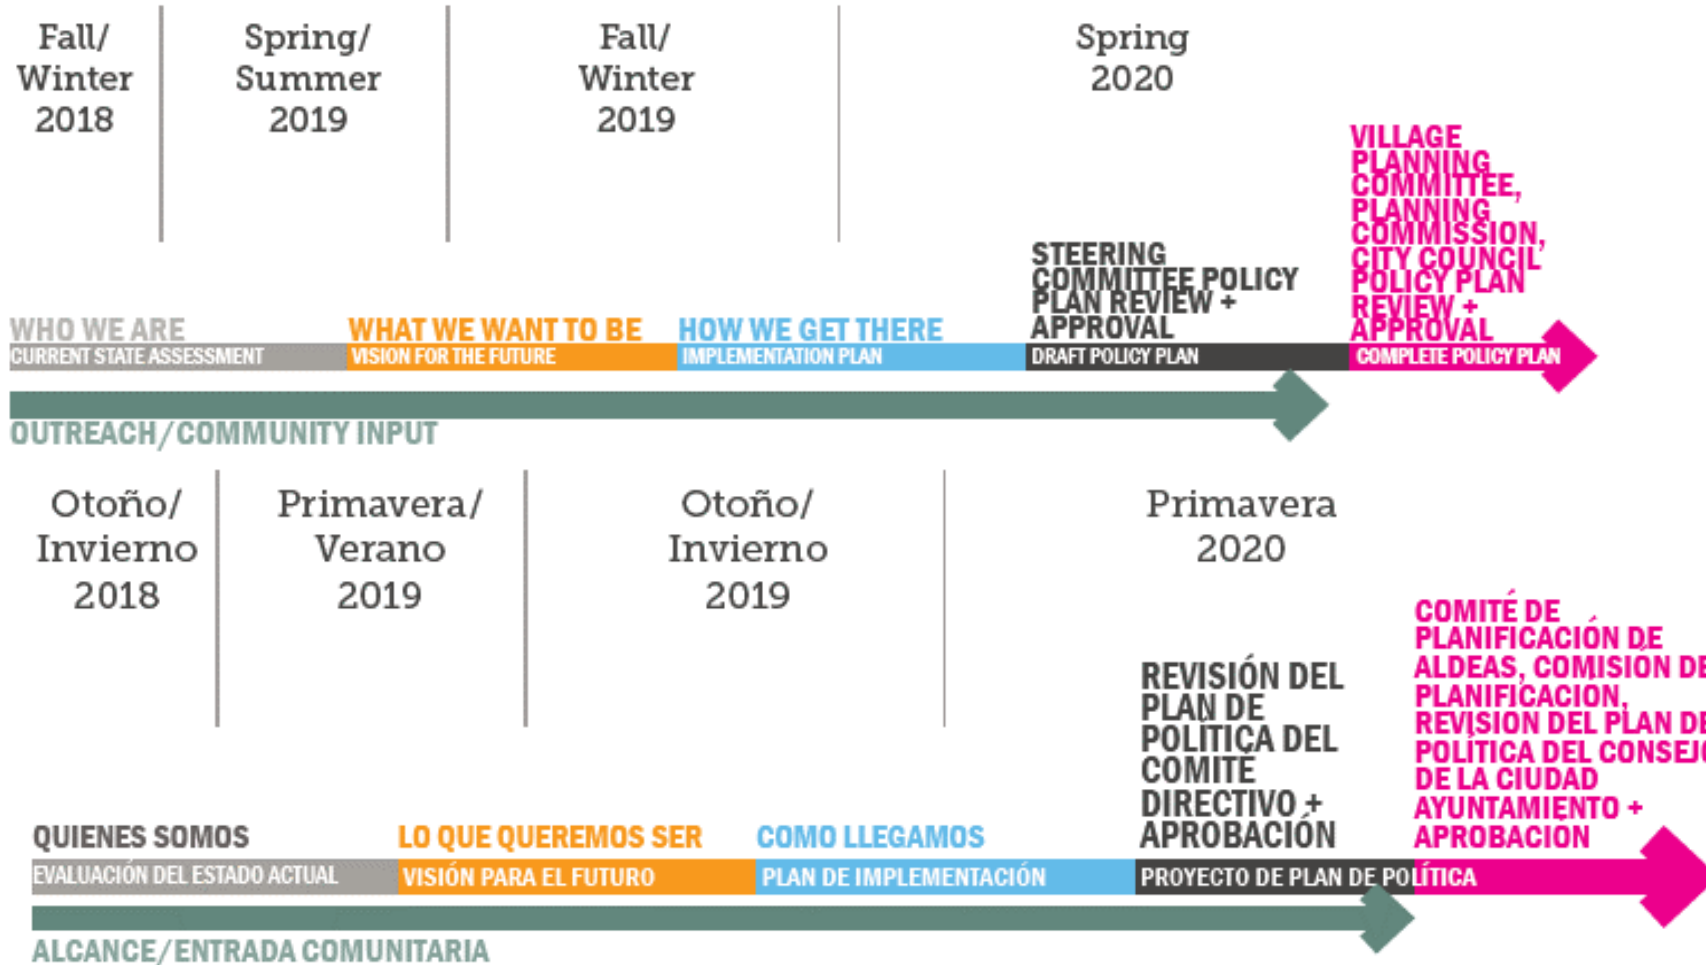 Fall/
Winter
2018
Spring/
Summer
2019
Fall/
Winter
2019
Spring
2020
WHO WE ARE
CURRENT STATE ASSESSMENT
WHAT WE WANT TO BE
VISION FOR THE FUTURE
HOW WE GET THERE
IMPLEMENTATION PLAN
STEERING
COMMITTEE POLICY
PLAN REVIEW +
APPROVAL
DRAFT POLICY PLAN
VILLAGE
PLANNING
COMMITTEE,
PLANNING
COMMISSION,
CITY COUNCIL
POLICY PLAN
REVIEW +
APPROVAL
COMPLETE POLICY PLAN
OUTREACH/COMMUNITY INPUT
Otoño/
Invierno
2018
Primavera/
Verano
2019
Otoño/
Invierno
2019
Primavera
2020
QUIENES SOMOS
EVALUACIÓN DEL ESTADO ACTUAL
LO QUE QUEREMOS SER
VISIÓN PARA EL FUTURO
COMO LLEGAMOS
PLAN DE IMPLEMENTACIÓN
REVISIÓN DEL
PLAN DE
POLÍTICA DEL
COMITÉ
DIRECTIVO +
APROBACIÓN
PROYECTO DE PLAN DE POLÍTICA
COMITÉ DE
PLANIFICACIÓN DE
ALDEAS, COMISIÓN DE
PLANIFICACIÓN,
REVISIÓN DEL PLAN DE
POLÍTICA DEL CONSEJO
DE LA CIUDAD
AYUNTAMIENTO +
APROBACIÓN
ALCANCE/ENTRADA COMUNITARIA